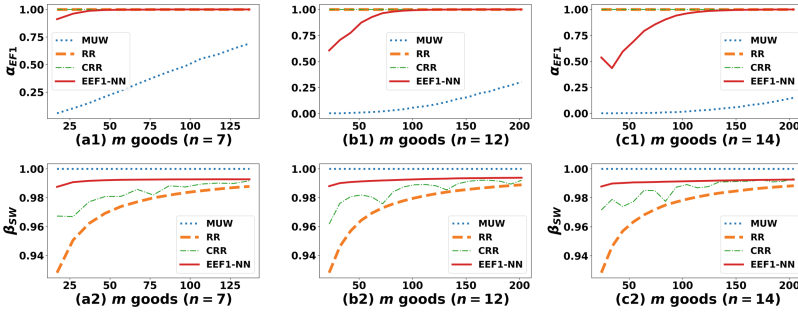 1.00
0.75
0.50
0.25
α_EF1
MUW
RR
CRR
EEF1-NN
25 50 75 100 125
(a1) m goods (n = 7)
1.00
0.75
0.50
0.25
0.00
α_EF1
MUW
RR
CRR
EEF1-NN
50 100 150 200
(b1) m goods (n = 12)
1.00
0.75
0.50
0.25
0.00
α_EF1
MUW
RR
CRR
EEF1-NN
50 100 150 200
(c1) m goods (n = 14)
1.00
0.98
0.96
0.94
β_SW
MUW
RR
CRR
EEF1-NN
25 50 75 100 125
(a2) m goods (n = 7)
1.00
0.98
0.96
0.94
β_SW
MUW
RR
CRR
EEF1-NN
50 100 150 200
(b2) m goods (n = 12)
1.00
0.98
0.96
0.94
β_SW
MUW
RR
CRR
EEF1-NN
50 100 150 200
(c2) m goods (n = 14)